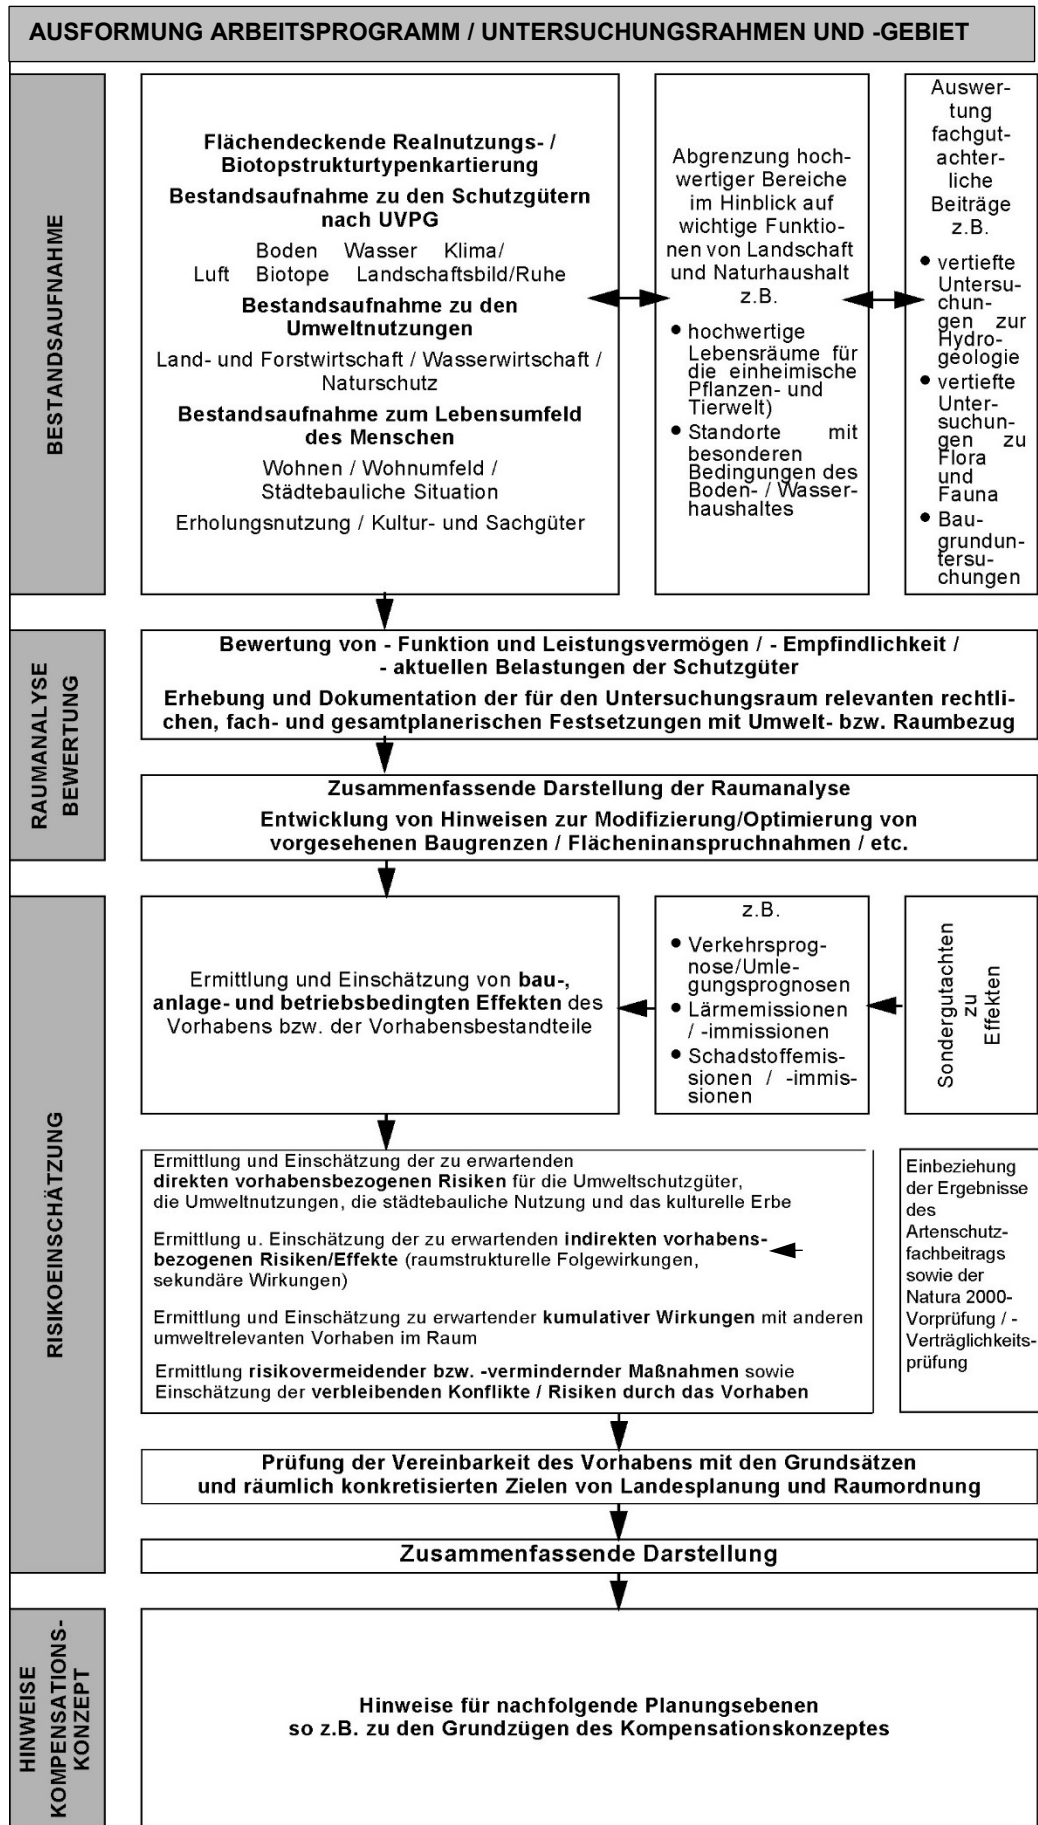 AUSFORMUNG ARBEITSPROGRAMM / UNTERSUCHUNGSRAHMEN UND -GEBIET
BESTANDSAUFNAHME
Flächendeckende Realnutzungs- /
Biotopstrukturtypenkartierung
Bestandsaufnahme zu den Schutzgütern
nach UVPG
Boden Wasser Klima/
Luft Biotope Landschaftsbild/Ruhe
Bestandsaufnahme zu den
Umweltnutzungen
Land- und Forstwirtschaft / Wasserwirtschaft /
Naturschutz
Bestandsaufnahme zum Lebensumfeld
des Menschen
Wohnen / Wohnumfeld /
Städtebauliche Situation
Erholungsnutzung / Kultur- und Sachgüter
Abgrenzung hoch-
wertiger Bereiche
im Hinblick auf
wichtige Funktio-
nen von Landschaft
und Naturhaushalt
z.B.
• hochwertige
Lebensräume für
die einheimische
Pflanzen- und
Tierwelt)
• Standorte mit
besonderen
Bedingungen des
Boden- / Wasser-
haushaltes
Auswer-
tung
fachgut-
achter-
liche
Beiträge
z.B.
• vertiefte
Untersu-
chun-
gen zur
Hydro-
geologie
• vertiefte
Unter-
suchun-
gen zu
Flora
und
Fauna
• Bau-
grundun-
tersu-
chungen
RAUMANALYSE
BEWERTUNG
Bewertung von - Funktion und Leistungsvermögen / - Empfindlichkeit /
- aktuellen Belastungen der Schutzgüter
Erhebung und Dokumentation der für den Untersuchungsraum relevanten rechtli-
chen, fach- und gesamtplanerischen Festsetzungen mit Umwelt- bzw. Raumbezug
Zusammenfassende Darstellung der Raumanalyse
Entwicklung von Hinweisen zur Modifizierung/Optimierung von
vorgesehenen Baugrenzen / Flächeninanspruchnahmen / etc.
RISIKOEINSCHÄTZUNG
Ermittlung und Einschätzung von bau-,
anlage- und betriebsbedingten Effekten des
Vorhabens bzw. der Vorhabensbestandteile
z.B.
• Verkehrsprog-
nose/Umle-
gungsprognosen
• Lärmemissionen
/ -immissionen
• Schadstoffemis-
sionen / -immis-
sionen
Sondergutachten
zu
Effekten
Ermittlung und Einschätzung der zu erwartenden
direkten vorhabensbezogenen Risiken für die Umweltschutzgüter,
die Umweltnutzungen, die städtebauliche Nutzung und das kulturelle Erbe
Ermittlung u. Einschätzung der zu erwartenden indirekten vorhabens-
bezogenen Risiken/Effekte (raumstrukturelle Folgewirkungen,
sekundäre Wirkungen)
Ermittlung und Einschätzung zu erwartender kumulativer Wirkungen mit anderen
umweltrelevanten Vorhaben im Raum
Ermittlung risikovermeidender bzw. -vermindernder Maßnahmen sowie
Einschätzung der verbleibenden Konflikte / Risiken durch das Vorhaben
Einbeziehung
der Ergebnisse
des
Artenschutz-
fachbeitrags
sowie der
Natura 2000-
Vorprüfung / -
Verträglichkeits-
prüfung
Prüfung der Vereinbarkeit des Vorhabens mit den Grundsätzen
und räumlich konkretisierten Zielen von Landesplanung und Raumordnung
Zusammenfassende Darstellung
HINWEISE
KOMPENSATIONS-
KONZEPT
Hinweise für nachfolgende Planungsebenen
so z.B. zu den Grundzügen des Kompensationskonzeptes